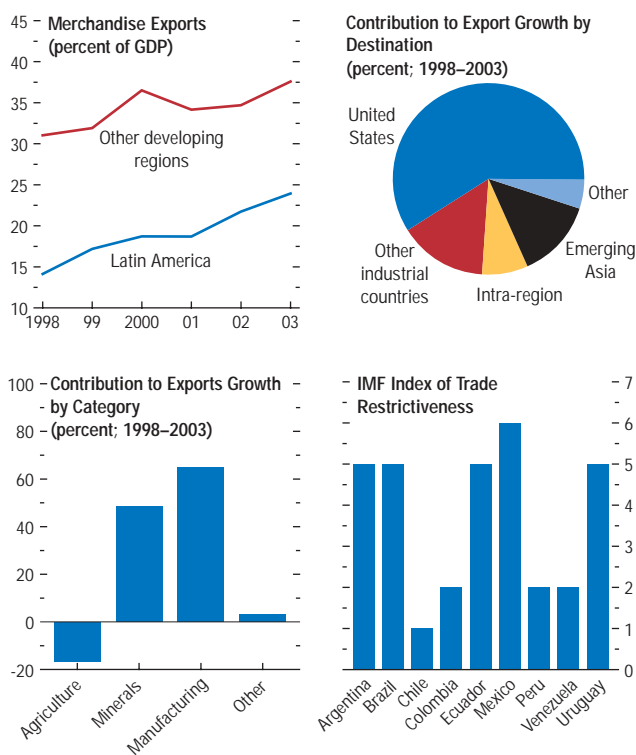 Merchandise Exports
(percent of GDP)
45
40
35
30
25
20
15
10
Other developing
regions
Latin America
1998 99 2000 01 02 03
Contribution to Export Growth by
Destination
(percent; 1998–2003)
United
States
Other
Emerging
Asia
Intra-region
Other
industrial
countries
Contribution to Exports Growth
by Category
(percent; 1998–2003)
100
80
60
40
20
0
-20
Agriculture
Minerals
Manufacturing
Other
IMF Index of Trade
Restrictiveness
7
6
5
4
3
2
1
0
Argentina
Brazil
Chile
Colombia
Ecuador
Mexico
Peru
Venezuela
Uruguay